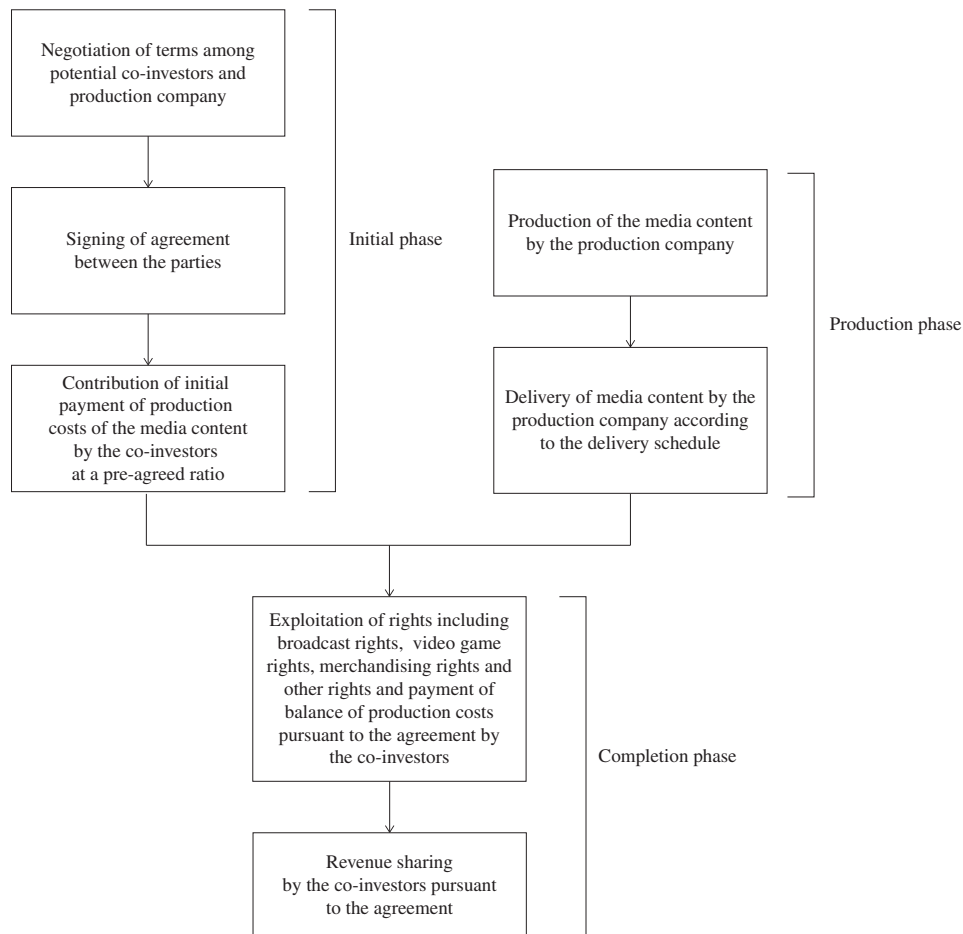 Negotiation of terms among
potential co-investors and
production company
Signing of agreement
between the parties
Contribution of initial
payment of production
costs of the media content
by the co-investors
at a pre-agreed ratio
Initial phase
Production of the media content
by the production company
Delivery of media content by the
production company according
to the delivery schedule
Production phase
Exploitation of rights including
broadcast rights, video game
rights, merchandising rights and
other rights and payment of
balance of production costs
pursuant to the agreement by
the co-investors
Revenue sharing
by the co-investors pursuant
to the agreement
Completion phase